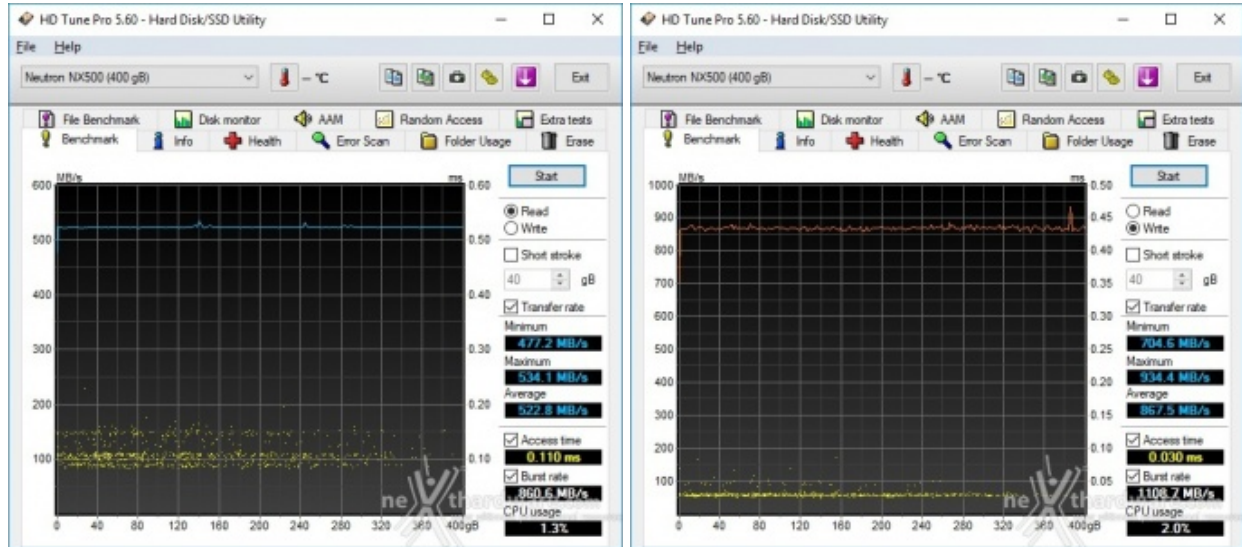 HD Tune Pro 5.60 - Hard Disk/SSD Utility
File Help
Neutron NX500 (400 gB)
– °C
Exit
File Benchmark Disk monitor AAM Random Access Extra tests
Benchmark Info Health Error Scan Folder Usage Erase
MB/s
ms
600
500
400
300
200
100
0.60
0.50
0.40
0.30
0.20
0.10
0 40 80 120 160 200 240 280 320 360 400gB
Start
Read
Write
Short stroke
40 gB
Transfer rate
Minimum
477.2 MB/s
Maximum
534.1 MB/s
Average
522.8 MB/s
Access time
0.110 ms
Burst rate
860.6 MB/s
CPU usage
1.3%
HD Tune Pro 5.60 - Hard Disk/SSD Utility
File Help
Neutron NX500 (400 gB)
– °C
Exit
File Benchmark Disk monitor AAM Random Access Extra tests
Benchmark Info Health Error Scan Folder Usage Erase
MB/s
ms
1000
900
800
700
600
500
400
300
200
100
0.50
0.45
0.40
0.35
0.30
0.25
0.20
0.15
0.10
0.05
0 40 80 120 160 200 240 280 320 360 400gB
Start
Read
Write
Short stroke
40 gB
Transfer rate
Minimum
704.6 MB/s
Maximum
934.4 MB/s
Average
867.5 MB/s
Access time
0.030 ms
Burst rate
1108.7 MB/s
CPU usage
2.0%